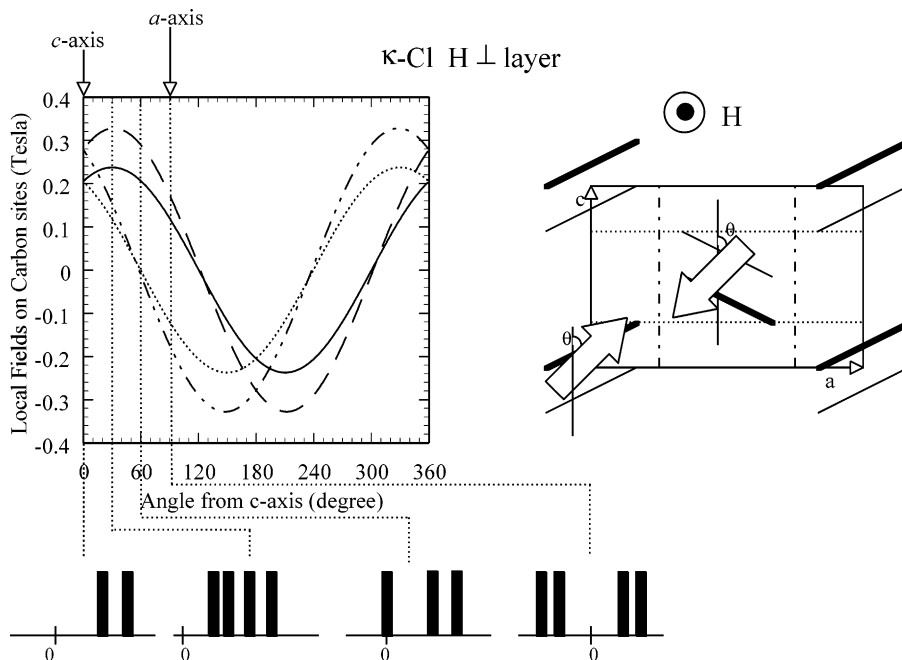 a-axis
c-axis
κ-Cl H ⊥ layer
0.4
0.3
0.2
0.1
0
-0.1
-0.2
-0.3
-0.4
Local Fields on Carbon sites (Tesla)
0 60 120 180 240 300 360
Angle from c-axis (degree)
H
c
θ
θ
a
0
0
0
0